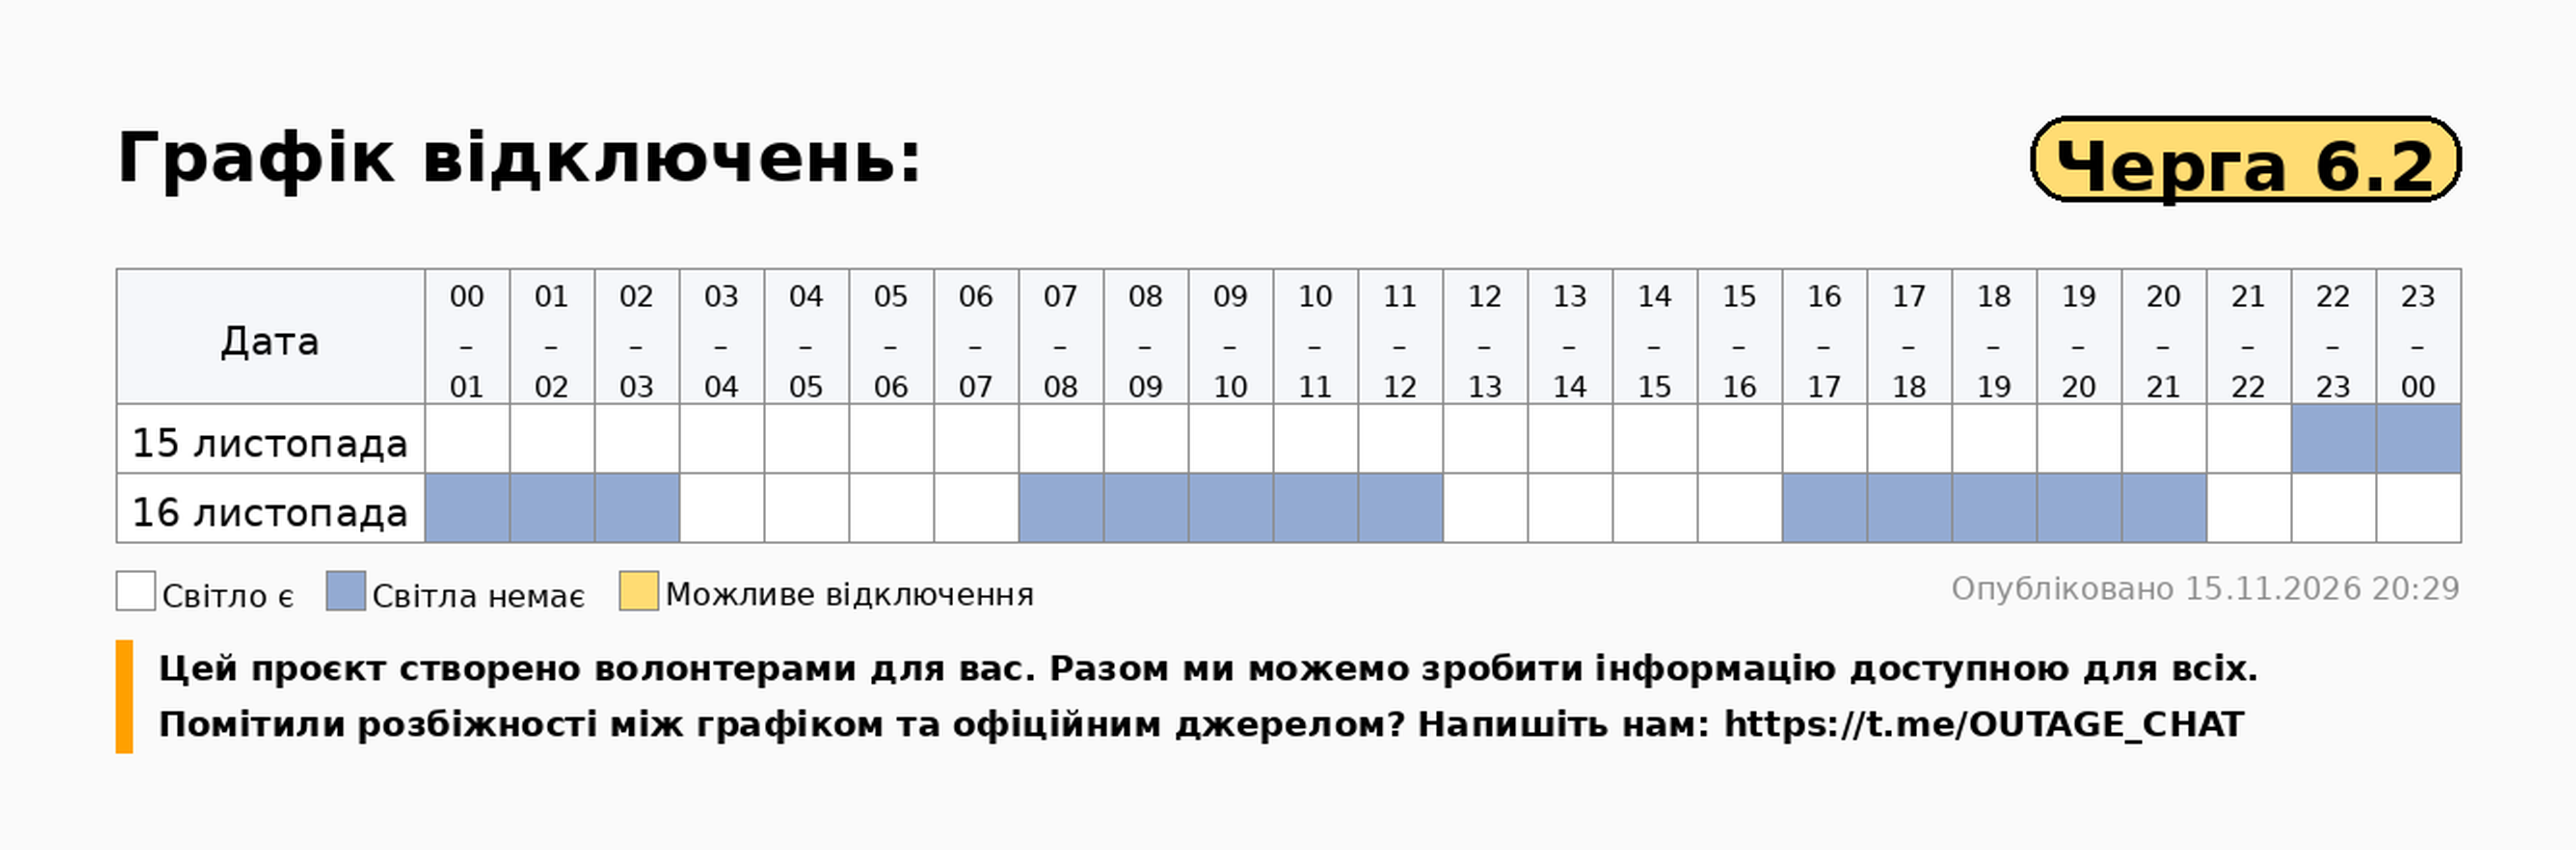 Графік відключень:
Черга 6.2
Дата 00 – 01 01 – 02 02 – 03 03 – 04 04 – 05 05 – 06 06 – 07 07 – 08 08 – 09 09 – 10 10 – 11 11 – 12 12 – 13 13 – 14 14 – 15 15 – 16 16 – 17 17 – 18 18 – 19 19 – 20 20 – 21 21 – 22 22 – 23 23 – 00
15 листопада
16 листопада
Світло є Світла немає Можливе відключення
Опубліковано 15.11.2026 20:29
Цей проєкт створено волонтерами для вас. Разом ми можемо зробити інформацію доступною для всіх.
Помітили розбіжності між графіком та офіційним джерелом? Напишіть нам: https://t.me/OUTAGE_CHAT